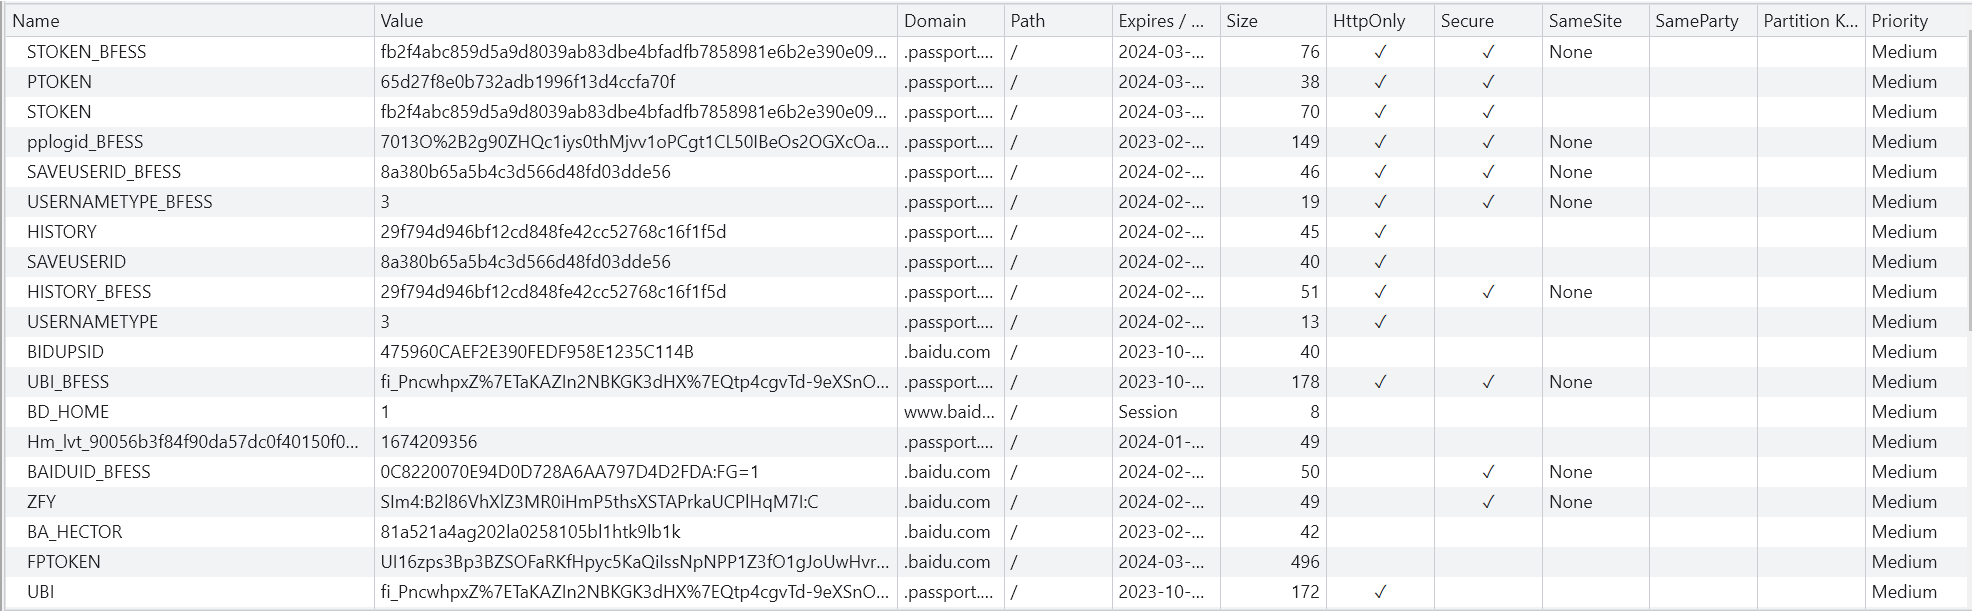 Name Value Domain Path Expires / ... Size HttpOnly Secure SameSite SameParty Partition K... Priority
STOKEN_BFESS fb2f4abc859d5a9d8039ab83dbe4bfadfb7858981e6b2e390e09... .passport.... / 2024-03-... 76 ✓ ✓ None Medium
PTOKEN 65d27f8e0b732adb1996f13d4ccfa70f .passport.... / 2024-03-... 38 ✓ ✓ Medium
STOKEN fb2f4abc859d5a9d8039ab83dbe4bfadfb7858981e6b2e390e09... .passport.... / 2024-03-... 70 ✓ ✓ Medium
pplogid_BFESS 7013O%2B2g90ZHQc1iys0thMjvv1oPCgt1CL50IBeOs2OGXcOa... .passport.... / 2023-02-... 149 ✓ ✓ None Medium
SAVEUSERID_BFESS 8a380b65a5b4c3d566d48fd03dde56 .passport.... / 2024-02-... 46 ✓ ✓ None Medium
USERNAMETYPE_BFESS 3 .passport.... / 2024-02-... 19 ✓ ✓ None Medium
HISTORY 29f794d946bf12cd848fe42cc52768c16f1f5d .passport.... / 2024-02-... 45 ✓ Medium
SAVEUSERID 8a380b65a5b4c3d566d48fd03dde56 .passport.... / 2024-02-... 40 ✓ Medium
HISTORY_BFESS 29f794d946bf12cd848fe42cc52768c16f1f5d .passport.... / 2024-02-... 51 ✓ ✓ None Medium
USERNAMETYPE 3 .passport.... / 2024-02-... 13 ✓ Medium
BIDUPSID 475960CAEF2E390FEDF958E1235C114B .baidu.com / 2023-10-... 40 Medium
UBI_BFESS fi_PncwhpxZ%7ETaKAZIn2NBKGK3dHX%7EQtp4cgvTd-9eXSnO... .passport.... / 2023-10-... 178 ✓ ✓ None Medium
BD_HOME 1 www.baid... / Session 8 Medium
Hm_lvt_90056b3f84f90da57dc0f40150f0... 1674209356 .passport.... / 2024-01-... 49 Medium
BAIDUID_BFESS 0C8220070E94D0D728A6AA797D4D2FDA:FG=1 .baidu.com / 2024-02-... 50 ✓ None Medium
ZFY SIm4:B2l86VhXlZ3MR0iHmP5thsXSTAPrkaUCPlHqM7I:C .baidu.com / 2024-02-... 49 ✓ None Medium
BA_HECTOR 81a521a4ag202la0258105bl1htk9lb1k .baidu.com / 2023-02-... 42 Medium
FPTOKEN UI16zps3Bp3BZSOFaRKfHpyc5KaQiIssNpNPP1Z3fO1gJoUwHvr... .baidu.com / 2024-03-... 496 Medium
UBI fi_PncwhpxZ%7ETaKAZIn2NBKGK3dHX%7EQtp4cgvTd-9eXSnO... .passport.... / 2023-10-... 172 ✓ Medium